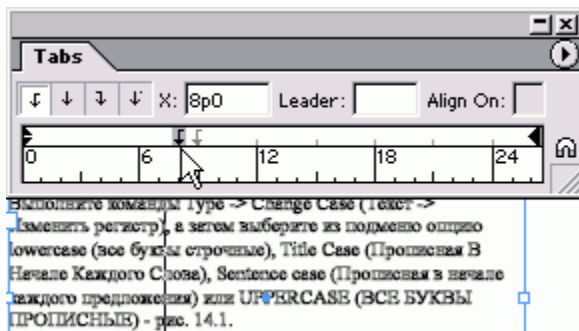 Tabs
X: 8p0 Leader: Align On:
0 6 12 18 24
Выполните команды Type -> Change Case (Текст ->
Изменить регистр), а затем выберите из подменю опцию
lowercase (все буквы строчные), Title Case (Прописная В
Начале Каждого Слова), Sentence case (Прописная в начале
каждого предложения) или UPPERCASE (ВСЕ БУКВЫ
ПРОПИСНЫЕ) - рис. 14.1.